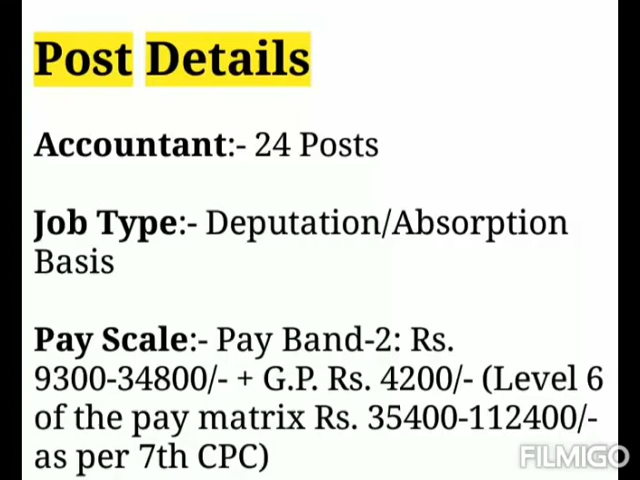 Post Details
Accountant:- 24 Posts
Job Type:- Deputation/Absorption
Basis
Pay Scale:- Pay Band-2: Rs.
9300-34800/- + G.P. Rs. 4200/- (Level 6
of the pay matrix Rs. 35400-112400/-
as per 7th CPC)
FILMIGO